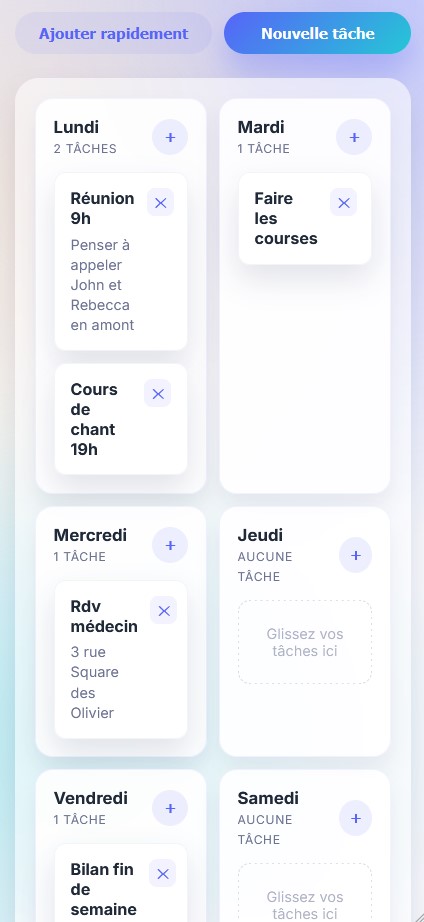 Ajouter rapidement
Nouvelle tâche
Lundi
2 TÂCHES
+
Réunion
9h
Penser à
appeler
John et
Rebecca
en amont
Cours
de
chant
19h
Mardi
1 TÂCHE
+
Faire
les
courses
Mercredi
1 TÂCHE
+
Rdv
médecin
3 rue
Square
des
Olivier
Jeudi
AUCUNE
TÂCHE
+
Glissez vos
tâches ici
Vendredi
1 TÂCHE
+
Bilan fin
de
semaine
Samedi
AUCUNE
TÂCHE
+
Glissez vos
tâches ici